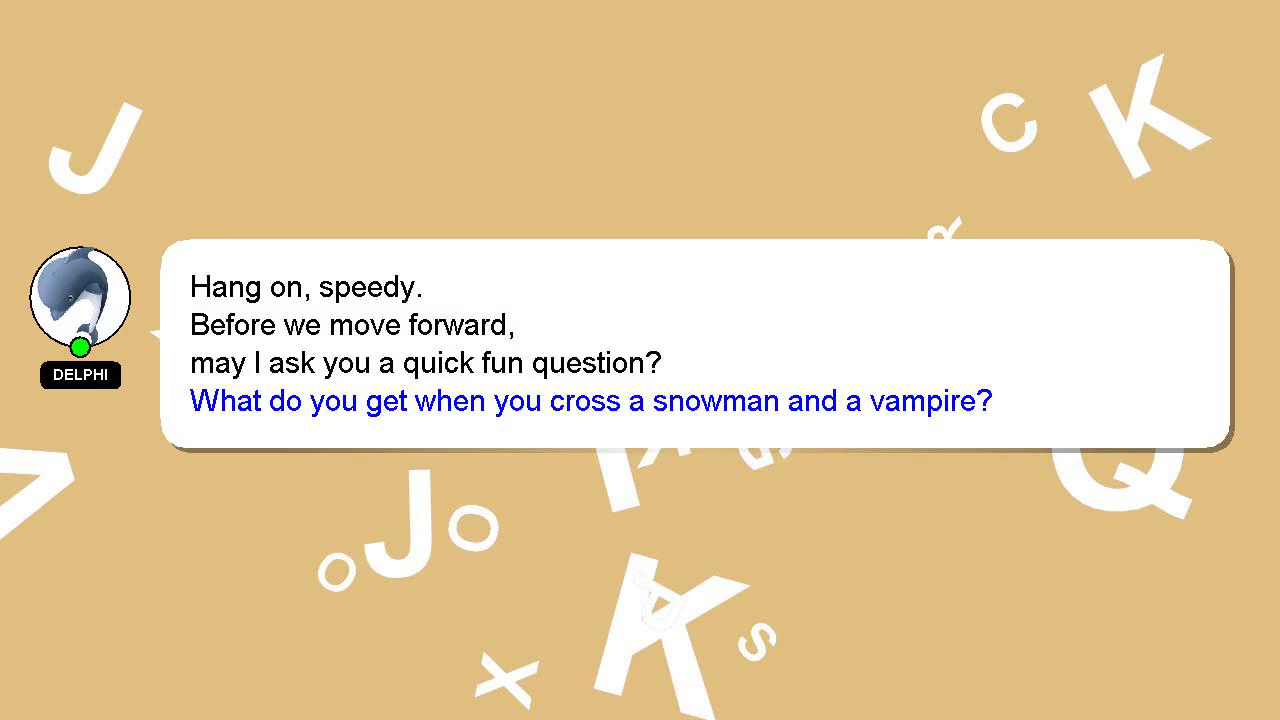 J
C
K
R
Hang on, speedy.
Before we move forward,
may I ask you a quick fun question?
What do you get when you cross a snowman and a vampire?
DELPHI
Q
J
O
O
K
S
X